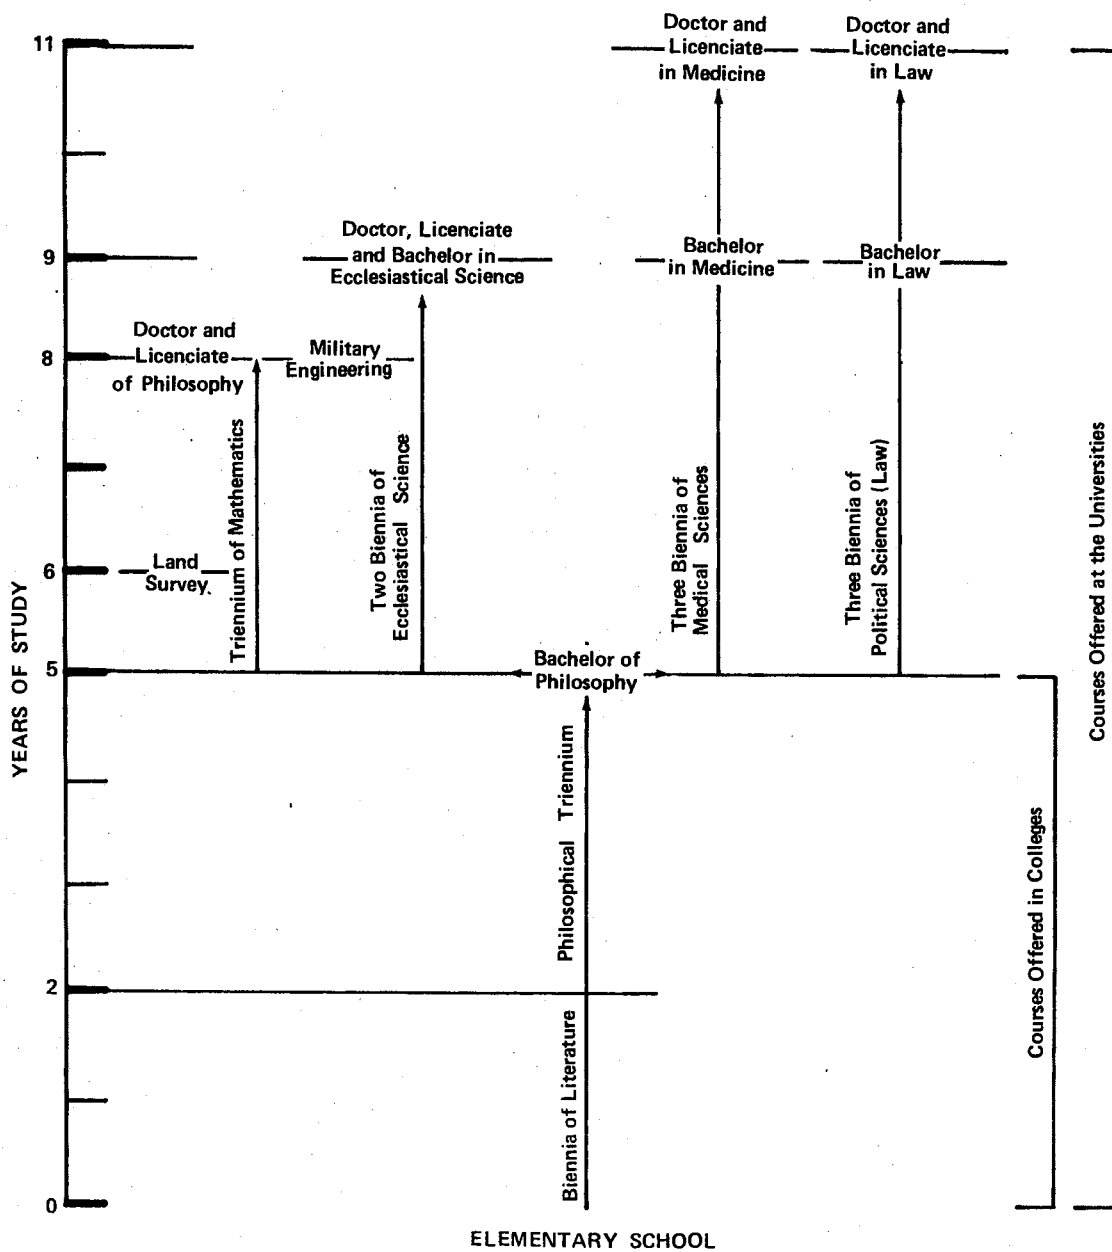 11
Doctor and
Licenciate
in Medicine
Doctor and
Licenciate
in Law
9
Doctor, Licenciate
and Bachelor in
Ecclesiastical Science
Bachelor
in Medicine
Bachelor
in Law
8
Doctor and
Licenciate
of Philosophy
Military
Engineering
Triennium of Mathematics
Two Biennia of
Ecclesiastical Science
Three Biennia of
Medical Sciences
Three Biennia of
Political Sciences (Law)
6
Land
Survey
5
Bachelor of
Philosophy
YEARS OF STUDY
Courses Offered at the Universities
Philosophical Triennium
Courses Offered in Colleges
2
Biennia of Literature
0
ELEMENTARY SCHOOL